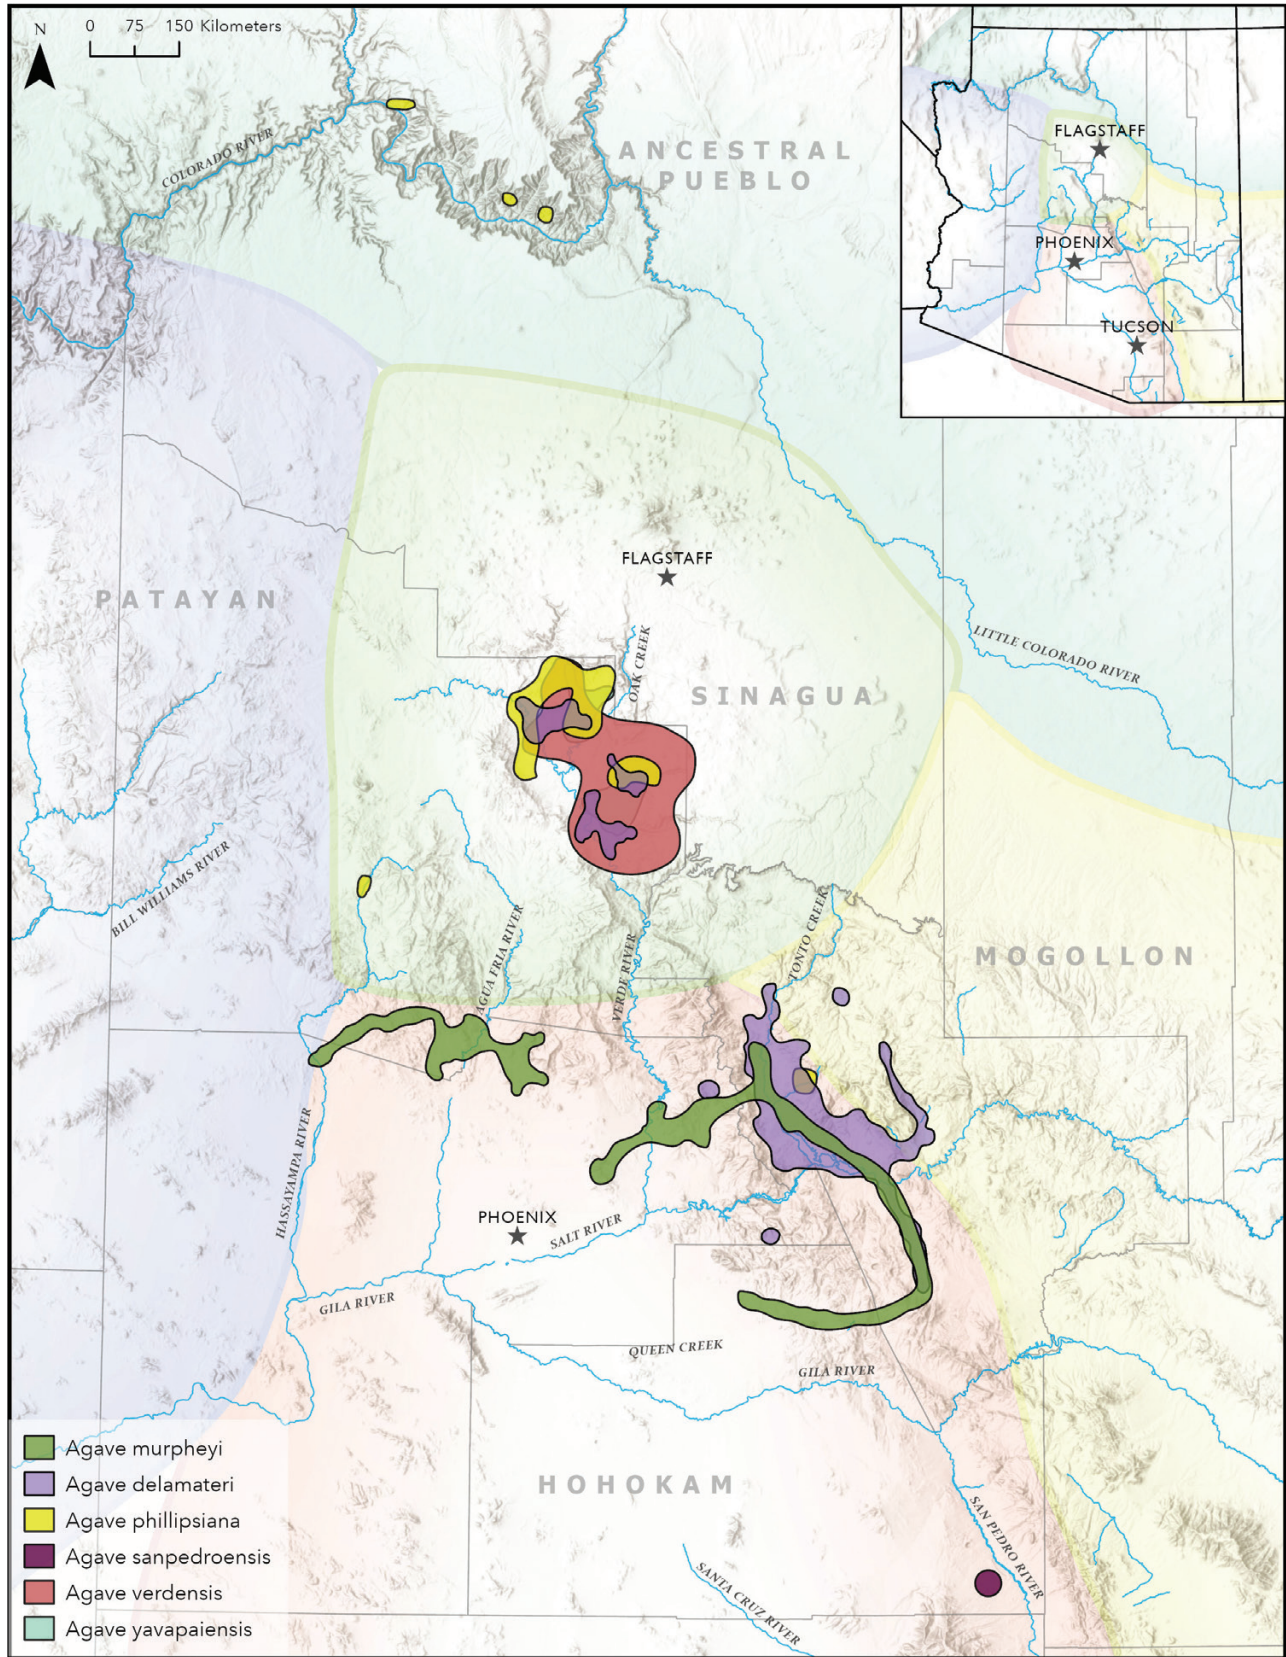 N
0 75 150 Kilometers
COLORADO RIVER
ANCESTRAL
PUEBLO
FLAGSTAFF
PHOENIX
TUCSON
FLAGSTAFF
PATAYAN
OAK CREEK
LITTLE COLORADO RIVER
SINAGUA
BILL WILLIAMS RIVER
AGUA FRIA RIVER
VERDE RIVER
TONTO CREEK
MOGOLLON
HASSAYAMPA RIVER
PHOENIX
SALT RIVER
GILA RIVER
QUEEN CREEK
GILA RIVER
HOHOKAM
SAN PEDRO RIVER
SANTA CRUZ RIVER
Agave murpheyi
Agave delamateri
Agave phillipsiana
Agave sanpedroensis
Agave verdensis
Agave yavapaiensis